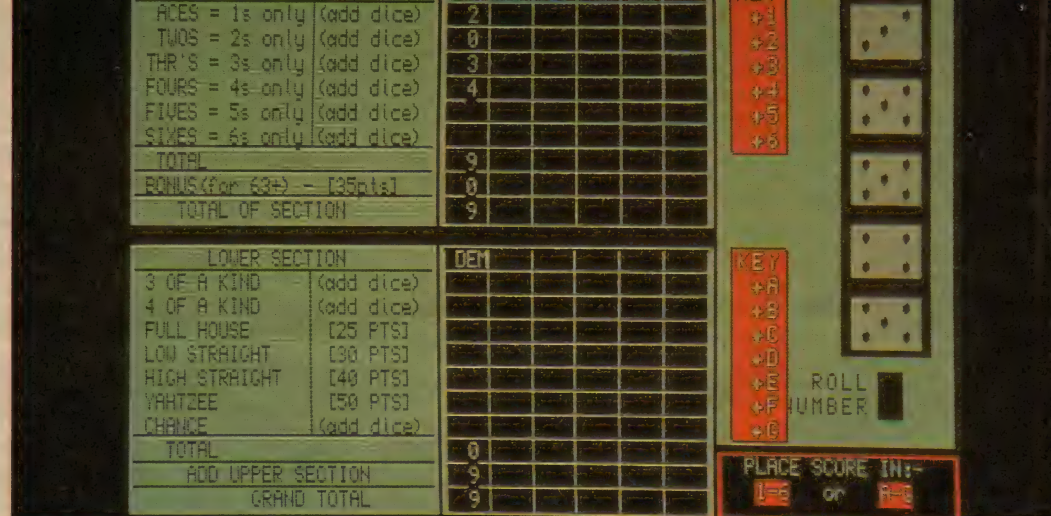 ACES = 1s only (add dice) 2
TWOS = 2s only (add dice) 0
THR'S = 3s only (add dice) 3
FOURS = 4s only (add dice) 4
FIVES = 5s only (add dice)
SIXES = 6s only (add dice)
TOTAL 9
BONUS(for 63+) - [35pts] 0
TOTAL OF SECTION 9
*1
*2
*3
*4
*5
*6
LOWER SECTION DEM
3 OF A KIND (add dice)
4 OF A KIND (add dice)
FULL HOUSE [25 PTS]
LOW STRAIGHT [30 PTS]
HIGH STRAIGHT [40 PTS]
YAHTZEE [50 PTS]
CHANCE (add dice)
TOTAL 0
ADD UPPER SECTION 9
GRAND TOTAL 9
KEY
*A
*B
*C
*D
*E
*F
*G
ROLL
NUMBER
PLACE SCORE IN:-
1-6 or A-G